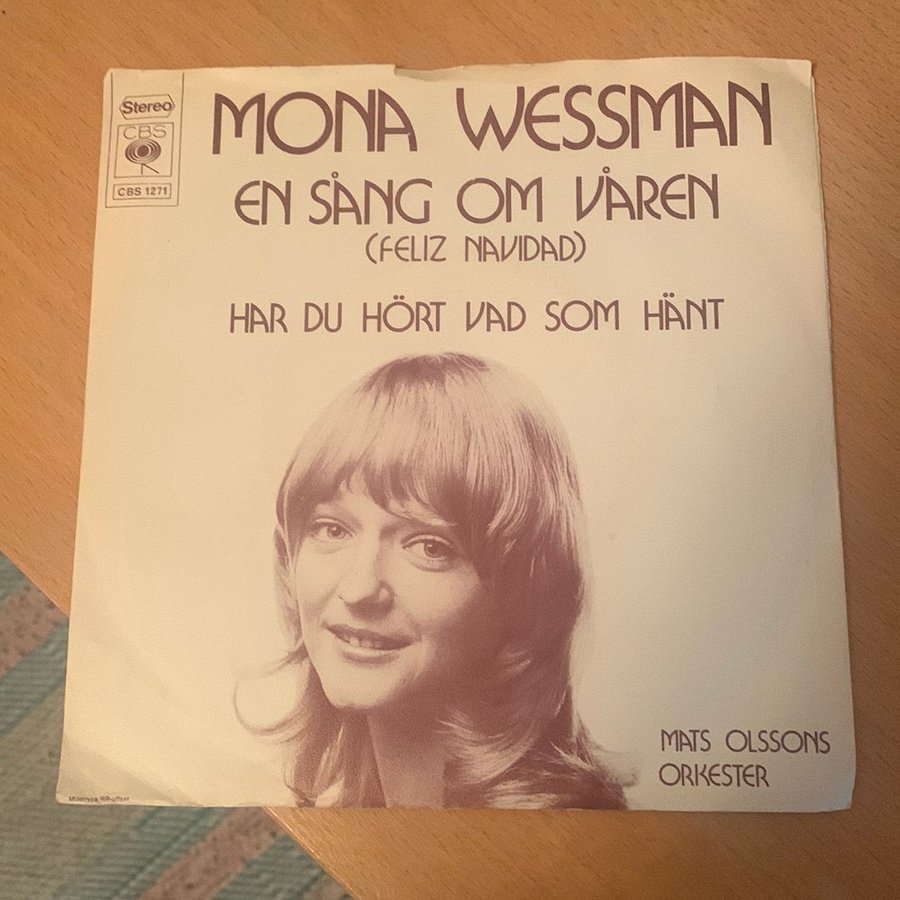 Stereo
CBS
CBS 1271
MONA WESSMAN
EN SÅNG OM VÅREN
(FELIZ NAVIDAD)
HAR DU HÖRT VAD SOM HÄNT
MATS OLSSONS
ORKESTER